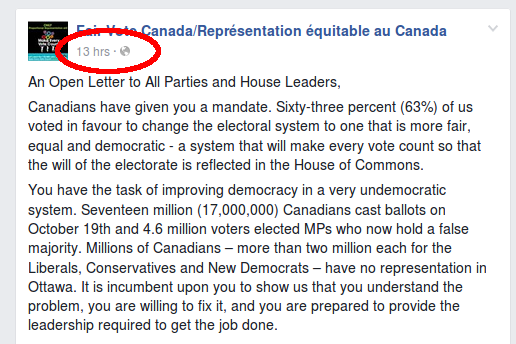 Fair Vote Canada/Représentation équitable au Canada
13 hrs ·
An Open Letter to All Parties and House Leaders,
Canadians have given you a mandate. Sixty-three percent (63%) of us
voted in favour to change the electoral system to one that is more fair,
equal and democratic - a system that will make every vote count so that
the will of the electorate is reflected in the House of Commons.
You have the task of improving democracy in a very undemocratic
system. Seventeen million (17,000,000) Canadians cast ballots on
October 19th and 4.6 million voters elected MPs who now hold a false
majority. Millions of Canadians – more than two million each for the
Liberals, Conservatives and New Democrats – have no representation in
Ottawa. It is incumbent upon you to show us that you understand the
problem, you are willing to fix it, and you are prepared to provide the
leadership required to get the job done.